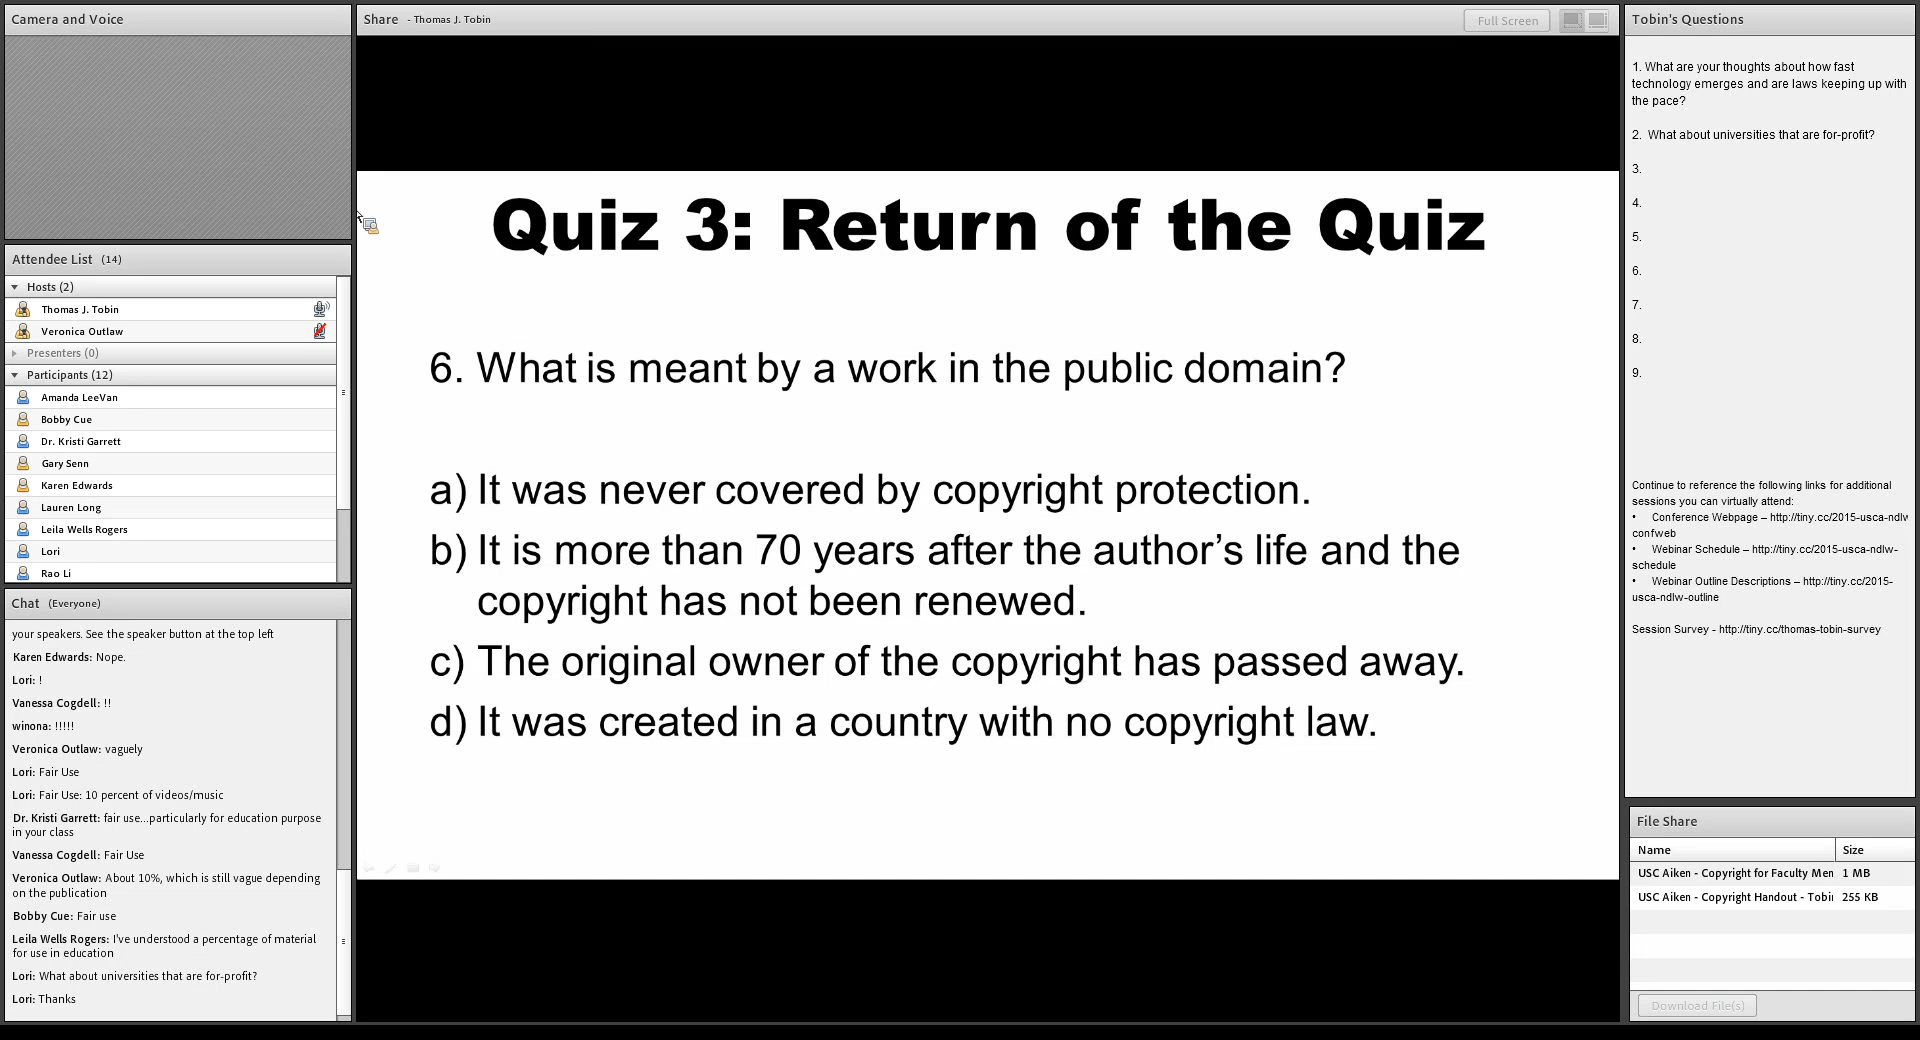 Camera and Voice
Attendee List (14)
Hosts (2)
Thomas J. Tobin
Veronica Outlaw
Presenters (0)
Participants (12)
Amanda LeeVan
Bobby Cue
Dr. Kristi Garrett
Gary Senn
Karen Edwards
Lauren Long
Leila Wells Rogers
Lori
Rao Li
Chat (Everyone)
your speakers. See the speaker button at the top left
Karen Edwards: Nope.
Lori: !
Vanessa Cogdell: !!
winona: !!!!!
Veronica Outlaw: vaguely
Lori: Fair Use
Lori: Fair Use: 10 percent of videos/music
Dr. Kristi Garrett: fair use...particularly for education purpose
in your class
Vanessa Cogdell: Fair Use
Veronica Outlaw: About 10%, which is still vague depending
on the publication
Bobby Cue: Fair use
Leila Wells Rogers: I've understood a percentage of material
for use in education
Lori: What about universities that are for-profit?
Lori: Thanks
Share - Thomas J. Tobin
Full Screen
Quiz 3: Return of the Quiz
6. What is meant by a work in the public domain?
a) It was never covered by copyright protection.
b) It is more than 70 years after the author’s life and the
copyright has not been renewed.
c) The original owner of the copyright has passed away.
d) It was created in a country with no copyright law.
Tobin's Questions
1. What are your thoughts about how fast
technology emerges and are laws keeping up with
the pace?
2. What about universities that are for-profit?
3.
4.
5.
6.
7.
8.
9.
Continue to reference the following links for additional
sessions you can virtually attend:
• Conference Webpage – http://tiny.cc/2015-usca-ndlw-
confweb
• Webinar Schedule – http://tiny.cc/2015-usca-ndlw-
schedule
• Webinar Outline Descriptions – http://tiny.cc/2015-
usca-ndlw-outline
Session Survey - http://tiny.cc/thomas-tobin-survey
File Share
Name Size
USC Aiken - Copyright for Faculty Men 1 MB
USC Aiken - Copyright Handout - Tobin 255 KB
Download File(s)